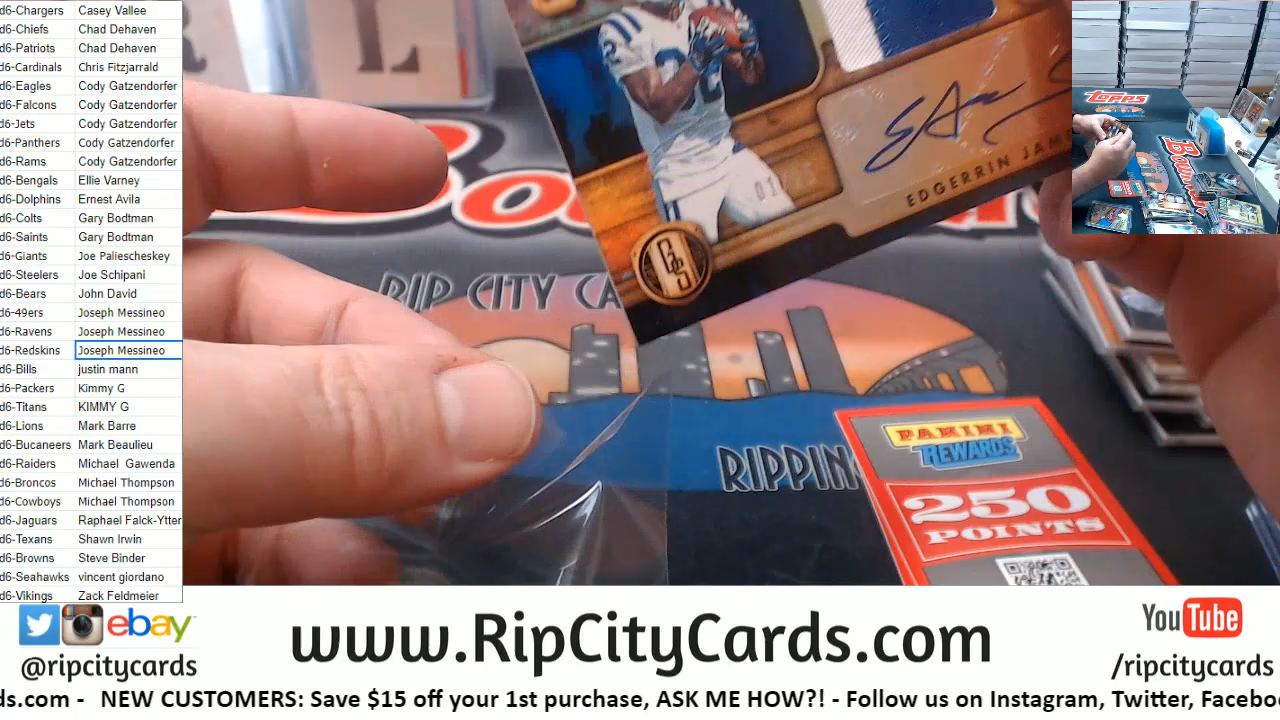 d6-Chargers Casey Vallee
d6-Chiefs Chad Dehaven
d6-Patriots Chad Dehaven
d6-Cardinals Chris Fitzjarrald
d6-Eagles Cody Gatzendorfer
d6-Falcons Cody Gatzendorfer
d6-Jets Cody Gatzendorfer
d6-Panthers Cody Gatzendorfer
d6-Rams Cody Gatzendorfer
d6-Bengals Ellie Varney
d6-Dolphins Ernest Avila
d6-Colts Gary Bodtman
d6-Saints Gary Bodtman
d6-Giants Joe Paliescheskey
d6-Steelers Joe Schipani
d6-Bears John David
d6-49ers Joseph Messineo
d6-Ravens Joseph Messineo
d6-Redskins Joseph Messineo
d6-Bills justin mann
d6-Packers Kimmy G
d6-Titans KIMMY G
d6-Lions Mark Barre
d6-Bucaneers Mark Beaulieu
d6-Raiders Michael Gawenda
d6-Broncos Michael Thompson
d6-Cowboys Michael Thompson
d6-Jaguars Raphael Falck-Ytter
d6-Texans Shawn Irwin
d6-Browns Steve Binder
d6-Seahawks vincent giordano
d6-Vikings Zack Feldmeier
EDGERRIN JAM
RIP CITY CA
RIPPIN
PANINI
REWARDS
250
POINTS
Topps
ebay
@ripcitycards
www.RipCityCards.com
YouTube
/ripcitycards
ds.com - NEW CUSTOMERS: Save $15 off your 1st purchase, ASK ME HOW?! - Follow us on Instagram, Twitter, Facebo